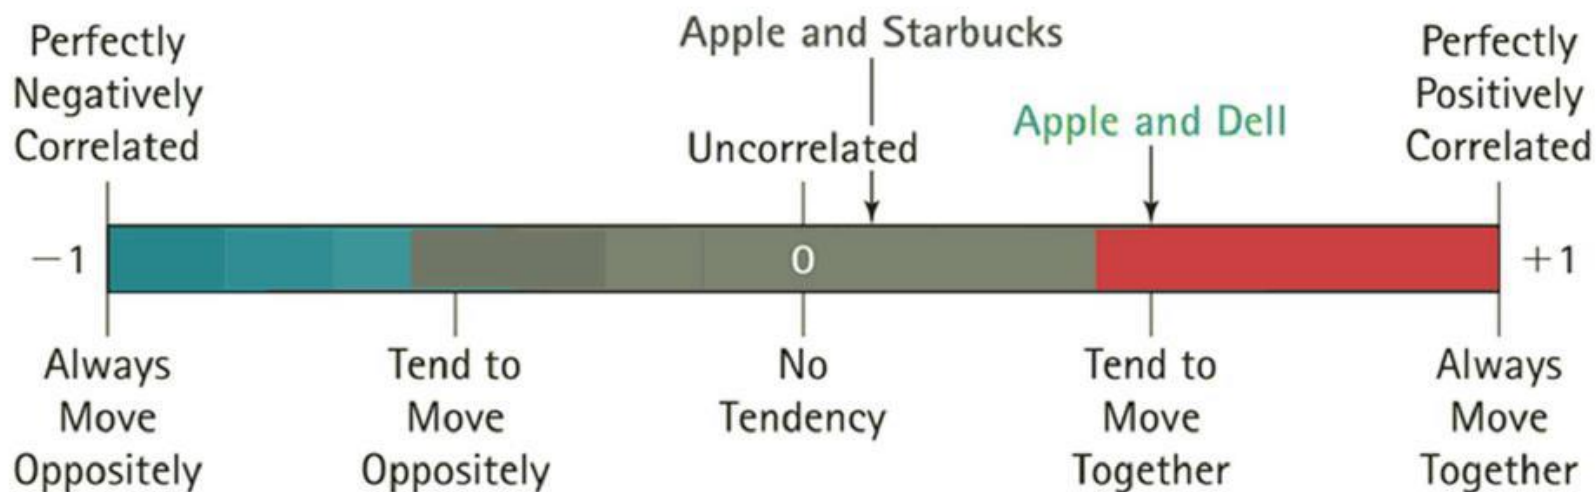 Perfectly
Negatively
Correlated
Apple and Starbucks
Uncorrelated
Apple and Dell
Perfectly
Positively
Correlated
−1
0
+1
Always
Move
Oppositely
Tend to
Move
Oppositely
No
Tendency
Tend to
Move
Together
Always
Move
Together